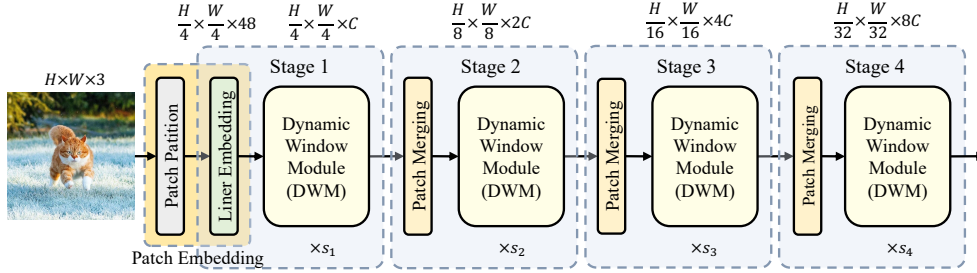 H/4 × W/4 ×48
H/4 × W/4 ×C
H/8 × W/8 ×2C
H/16 × W/16 ×4C
H/32 × W/32 ×8C
H×W×3
Stage 1
Stage 2
Stage 3
Stage 4
Patch Patition
Liner Embedding
Dynamic
Window
Module
(DWM)
Patch Merging
Dynamic
Window
Module
(DWM)
Patch Merging
Dynamic
Window
Module
(DWM)
Patch Merging
Dynamic
Window
Module
(DWM)
Patch Embedding
×s₁
×s₂
×s₃
×s₄